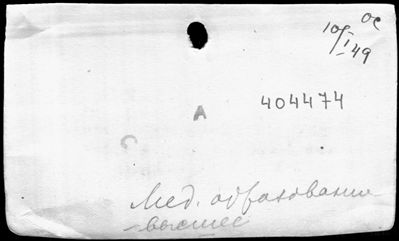 ос
10/I-49
404474
А
С
Мед. образование
высшее